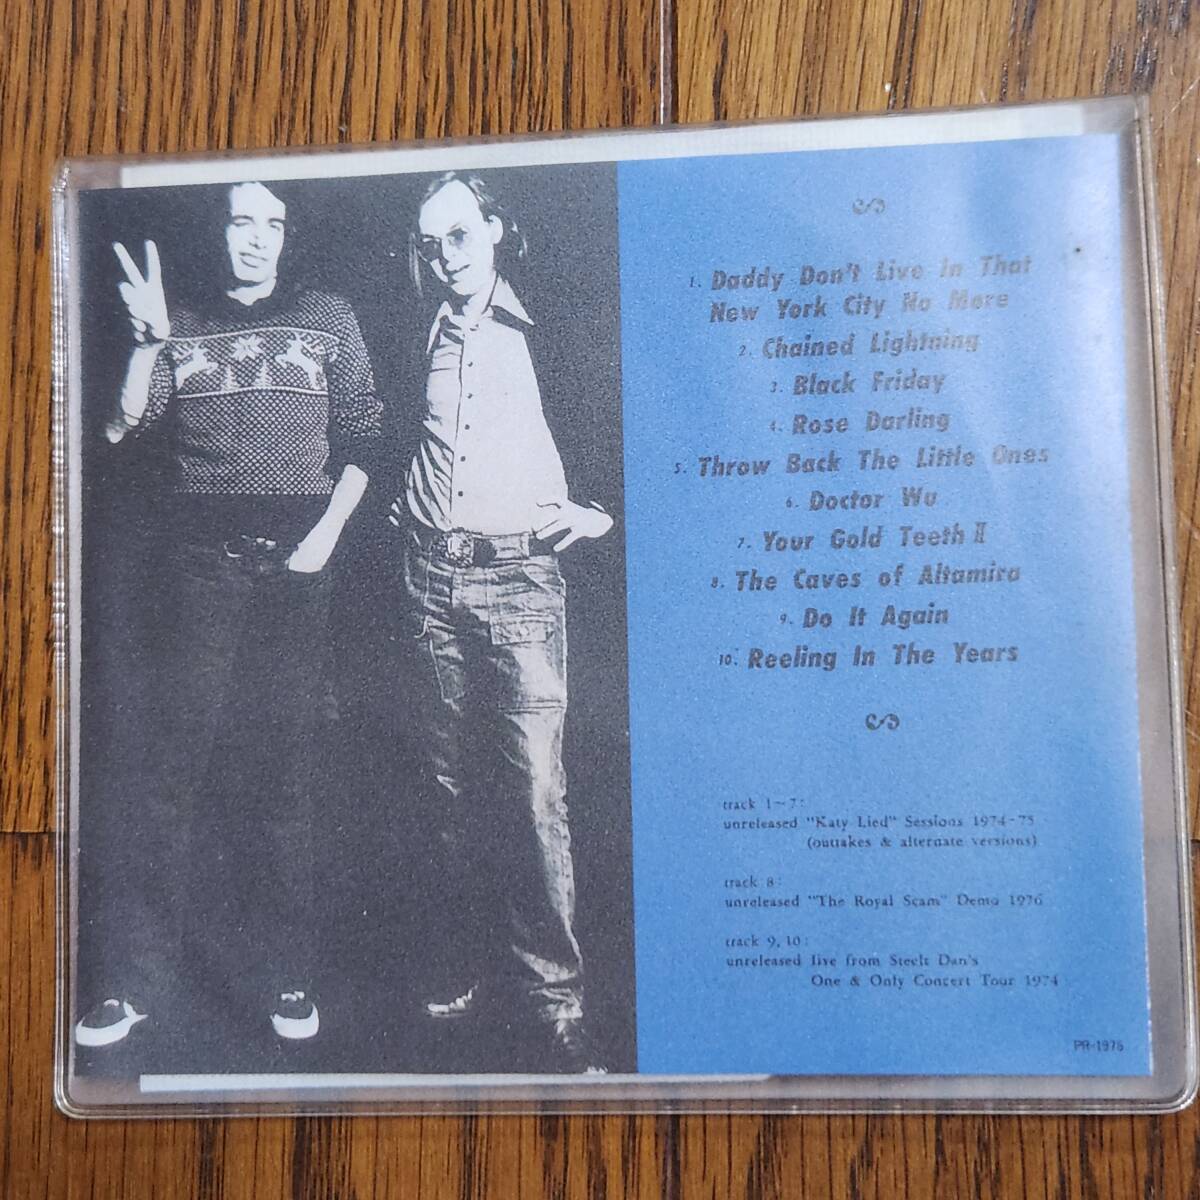 1. Daddy Don't Live in That
New York City No More
2. Chained Lightning
3. Black Friday
4. Rose Darling
5. Throw Back The Little Ones
6. Doctor Wu
7. Your Gold Teeth II
8. The Caves of Altamira
9. Do It Again
10. Reeling In The Years
track 1~7:
unreleased "Katy Lied" Sessions 1974-75
(outtakes & alternate versions)
track 8:
unreleased "The Royal Scam" Demo 1976
track 9, 10:
unreleased live from Steelt Dan's
One & Only Concert Tour 1974
PR-1975